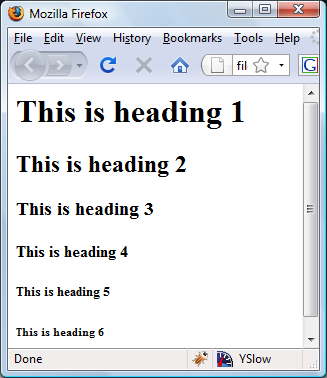 Mozilla Firefox
File Edit View History Bookmarks Tools Help
fil
This is heading 1
This is heading 2
This is heading 3
This is heading 4
This is heading 5
This is heading 6
Done YSlow